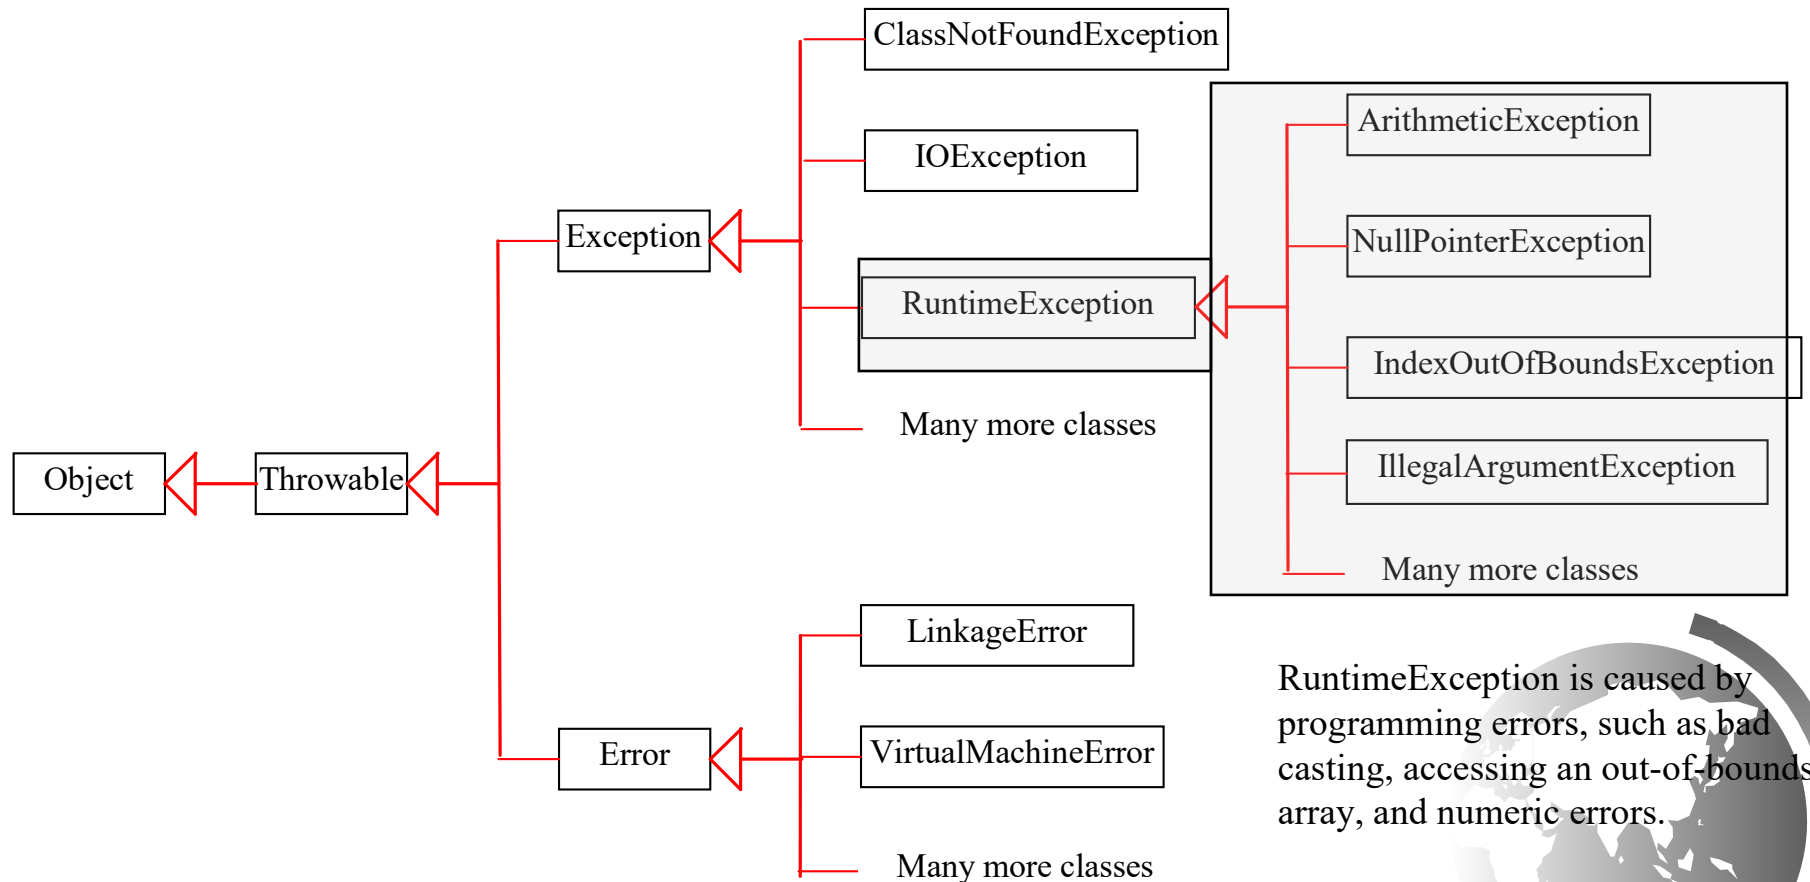 ClassNotFoundException
ArithmeticException
IOException
NullPointerException
Exception
RuntimeException
IndexOutOfBoundsException
Many more classes
IllegalArgumentException
Object
Throwable
Many more classes
LinkageError
RuntimeException is caused by
programming errors, such as bad
casting, accessing an out-of-bounds
array, and numeric errors.
Error
VirtualMachineError
Many more classes